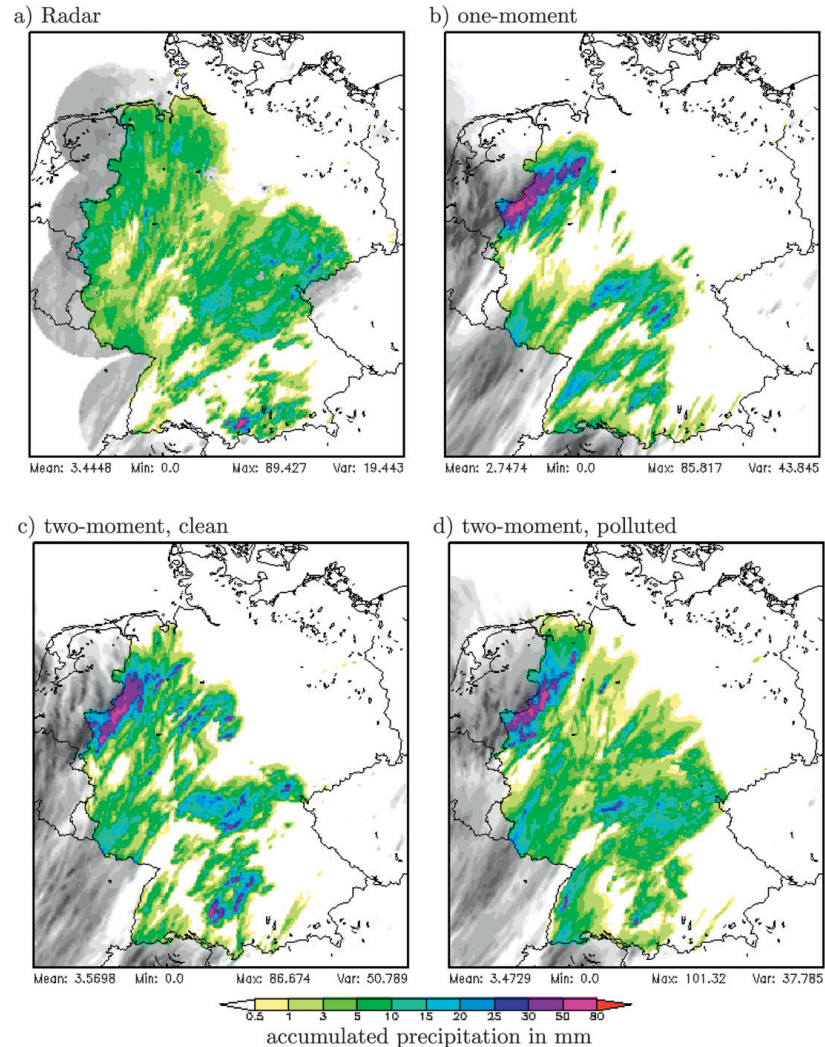 a) Radar
b) one-moment
Mean: 3.4448 Min: 0.0 Max: 89.427 Var: 19.443
Mean: 2.7474 Min: 0.0 Max: 85.817 Var: 43.845
c) two-moment, clean
d) two-moment, polluted
Mean: 3.5698 Min: 0.0 Max: 86.674 Var: 50.789
Mean: 3.4729 Min: 0.0 Max: 101.32 Var: 37.785
0.5 1 3 5 10 15 20 25 30 50 80
accumulated precipitation in mm